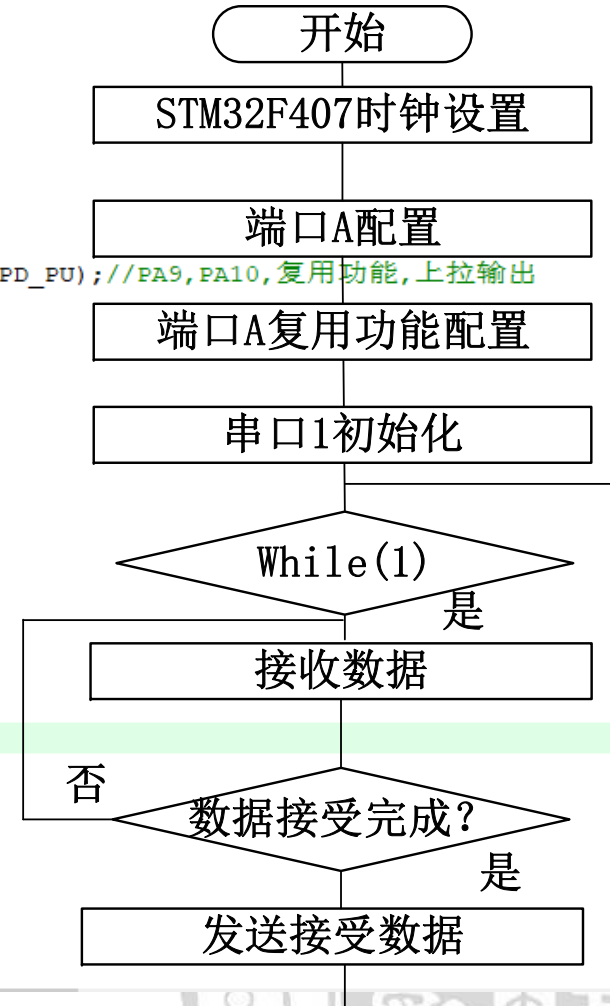 开始
STM32F407时钟设置
端口A配置
PD_PU);//PA9,PA10,复用功能,上拉输出
端口A复用功能配置
串口1初始化
While(1)
是
接收数据
否
数据接受完成？
是
发送接受数据